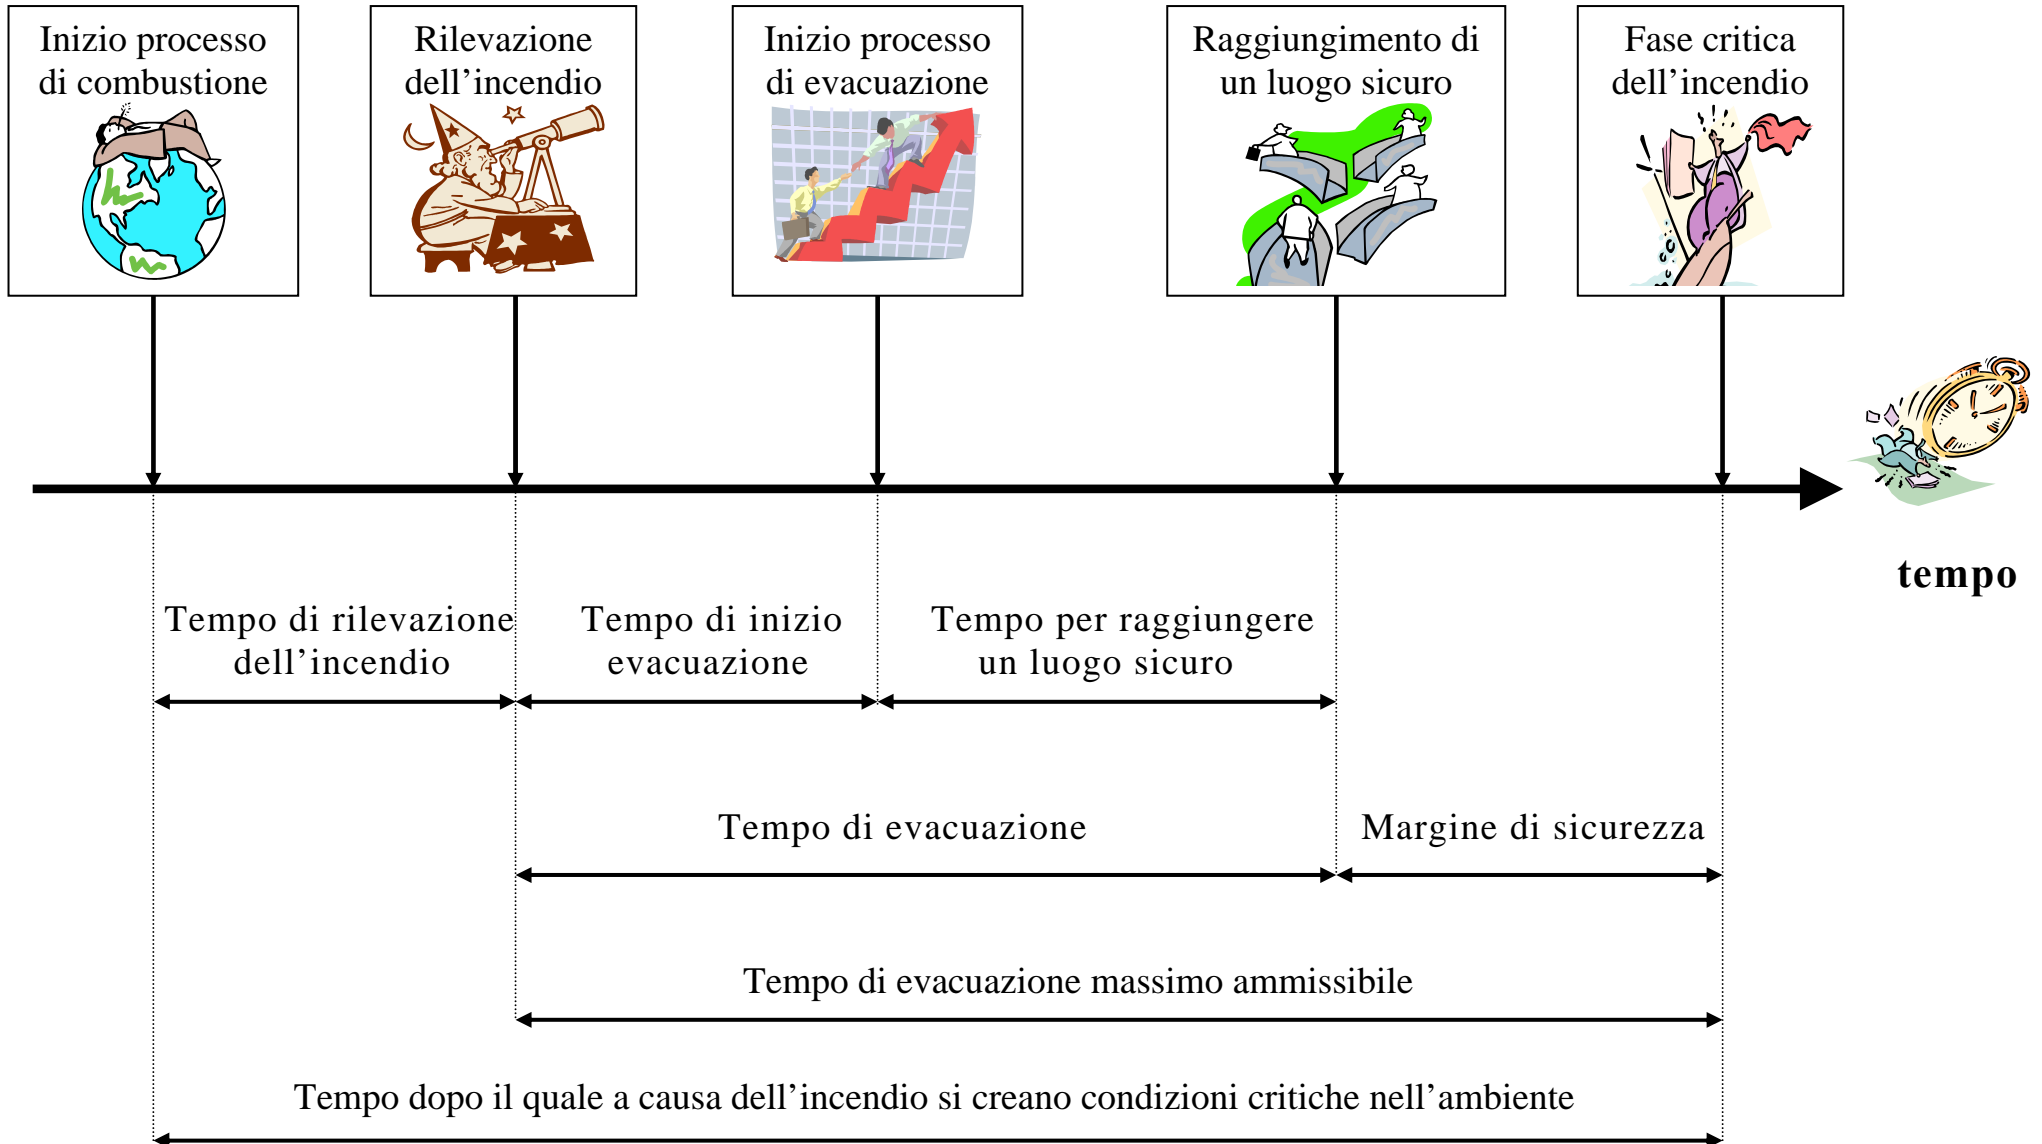 Inizio processo
di combustione
Rilevazione
dell’incendio
Inizio processo
di evacuazione
Raggiungimento di
un luogo sicuro
Fase critica
dell’incendio
tempo
Tempo di rilevazione
dell’incendio
Tempo di inizio
evacuazione
Tempo per raggiungere
un luogo sicuro
Tempo di evacuazione
Margine di sicurezza
Tempo di evacuazione massimo ammissibile
Tempo dopo il quale a causa dell’incendio si creano condizioni critiche nell’ambiente